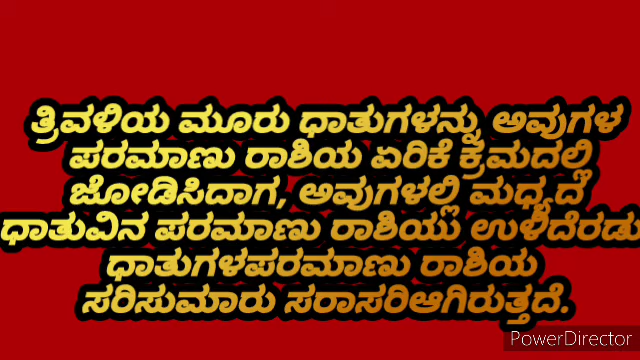 ತ್ರಿವಳಿಯ ಮೂರು ಧಾತುಗಳನ್ನು ಅವುಗಳ
ಪರಮಾಣು ರಾಶಿಯ ಏರಿಕೆ ಕ್ರಮದಲ್ಲಿ
ಜೋಡಿಸಿದಾಗ, ಅವುಗಳಲ್ಲಿ ಮಧ್ಯದ
ಧಾತುವಿನ ಪರಮಾಣು ರಾಶಿಯು ಉಳಿದೆರಡು
ಧಾತುಗಳಪರಮಾಣು ರಾಶಿಯ
ಸರಿಸುಮಾರು ಸರಾಸರಿಆಗಿರುತ್ತದೆ.
PowerDirector